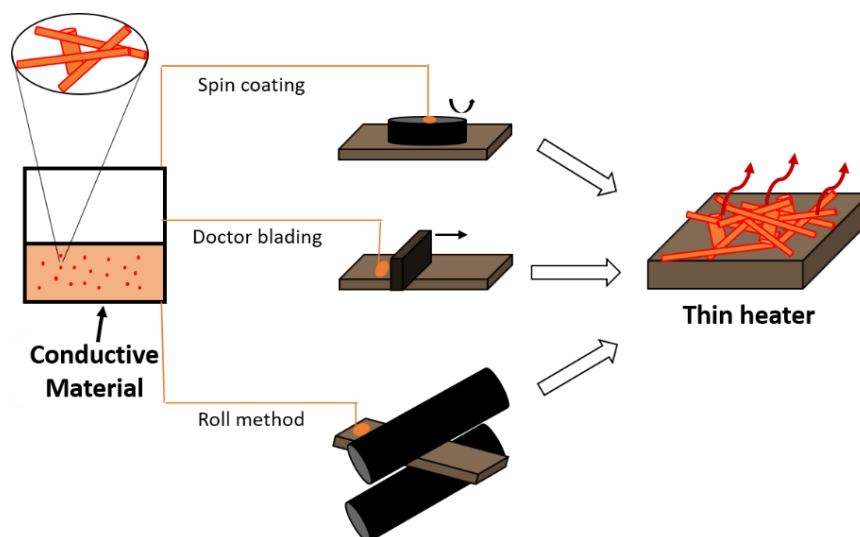 Spin coating
Doctor blading
Conductive
Material
Roll method
Thin heater